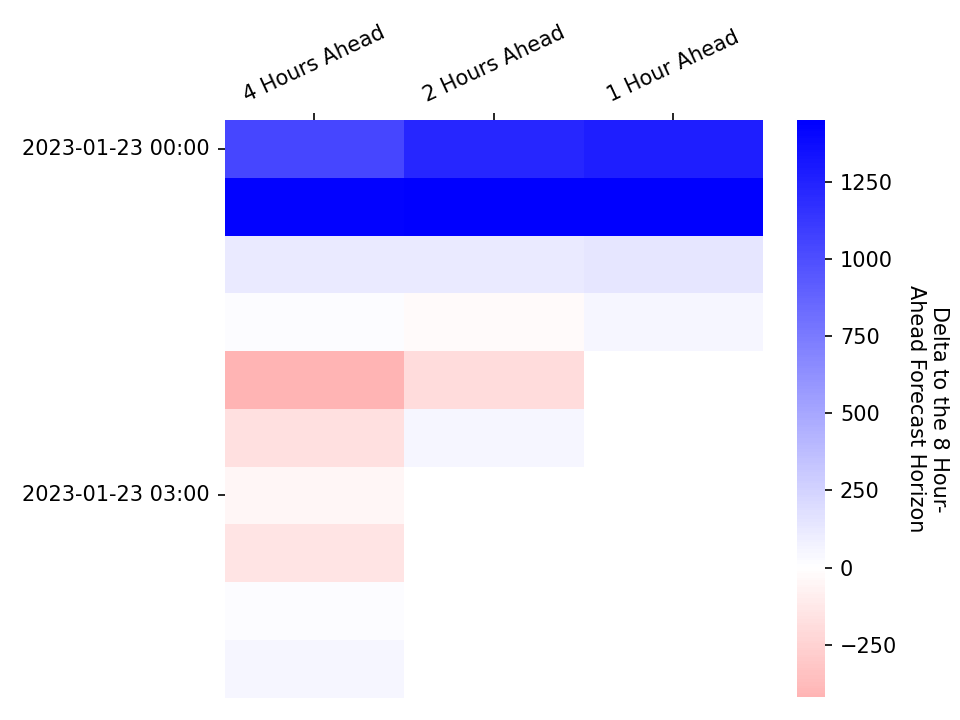 4 Hours Ahead
2 Hours Ahead
1 Hour Ahead
2023-01-23 00:00
2023-01-23 03:00
1250
1000
750
500
250
0
−250
Delta to the 8 Hour-
Ahead Forecast Horizon